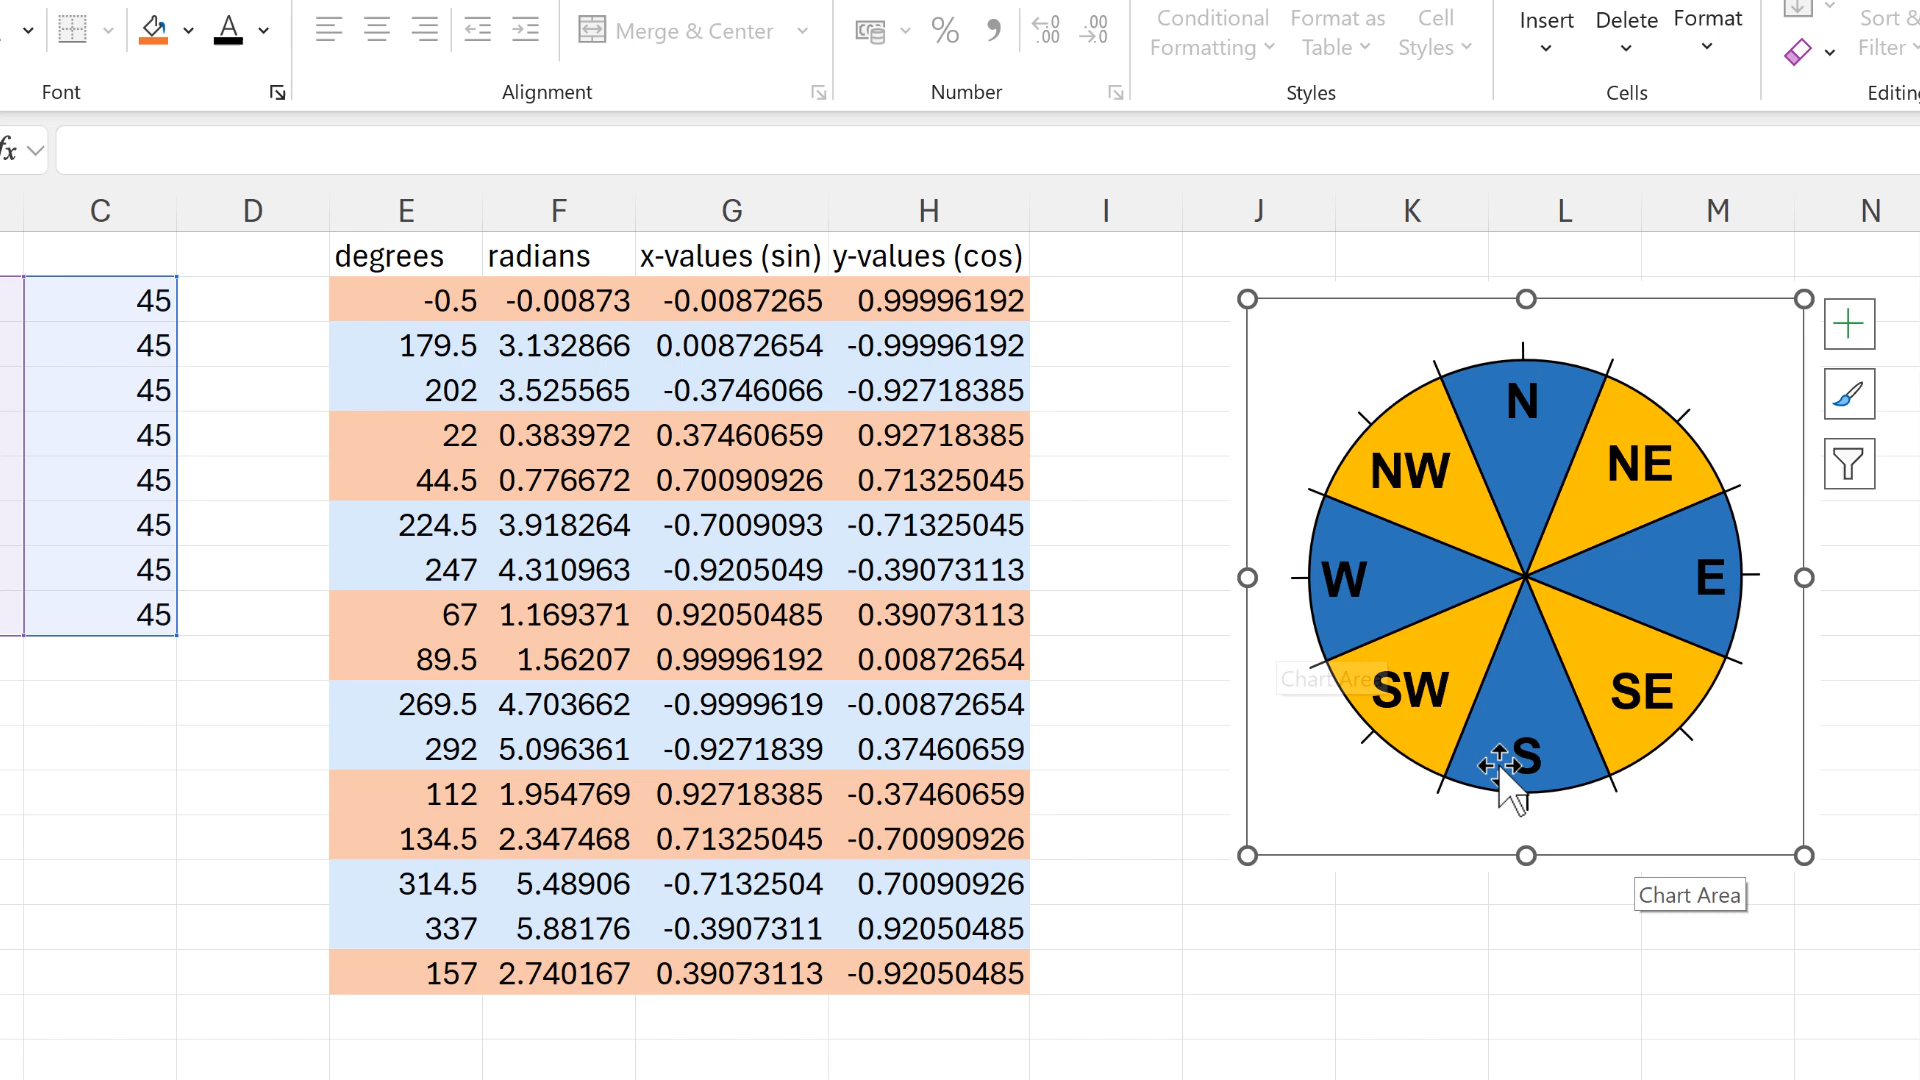 Merge & Center
Conditional Formatting
Format as Table
Cell Styles
Insert
Delete
Format
Sort &
Filter
Font
Alignment
Number
Styles
Cells
Editing
fx
C D E F G H I J K L M N
degrees radians x-values (sin) y-values (cos)
45 -0.5 -0.00873 -0.0087265 0.99996192
45 179.5 3.132866 0.00872654 -0.99996192
45 202 3.525565 -0.3746066 -0.92718385
45 22 0.383972 0.37460659 0.92718385
45 44.5 0.776672 0.70090926 0.71325045
45 224.5 3.918264 -0.7009093 -0.71325045
45 247 4.310963 -0.9205049 -0.39073113
45 67 1.169371 0.92050485 0.39073113
89.5 1.56207 0.99996192 0.00872654
269.5 4.703662 -0.9999619 -0.00872654
292 5.096361 -0.9271839 0.37460659
112 1.954769 0.92718385 -0.37460659
134.5 2.347468 0.71325045 -0.70090926
314.5 5.48906 -0.7132504 0.70090926
337 5.88176 -0.3907311 0.92050485
157 2.740167 0.39073113 -0.92050485
N
NW NE
W E
Chart Area
SW SE
S
Chart Area